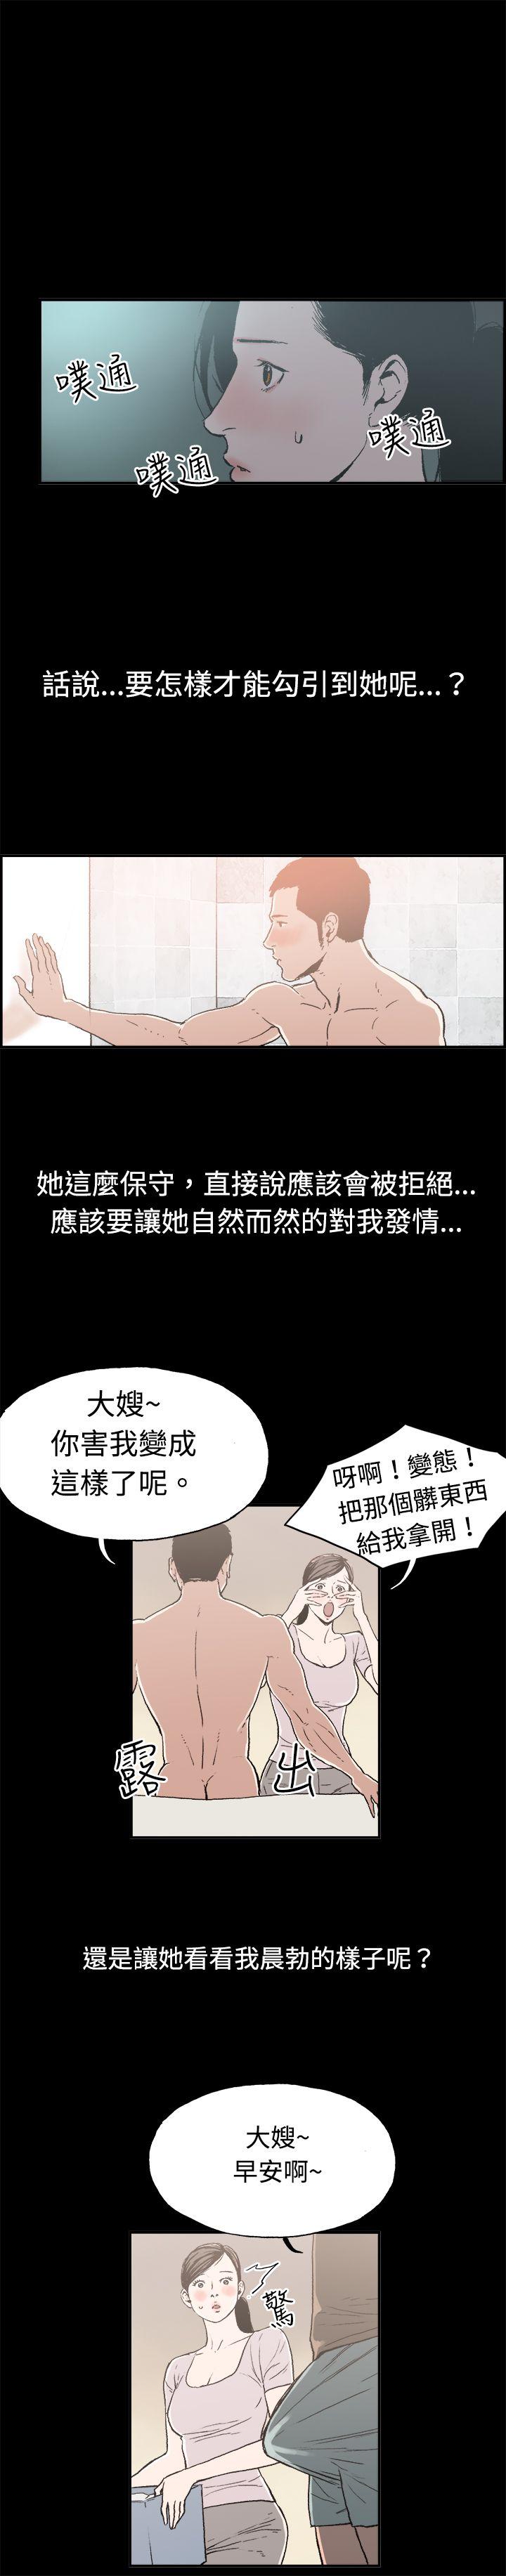 噗通
噗通
噗通
話說...要怎樣才能勾引到她呢...？
她這麼保守，直接說應該會被拒絕...
應該要讓她自然而然的對我發情...
大嫂~
你害我變成
這樣了呢。
呀啊！變態！
把那個髒東西
給我拿開！
露出
還是讓她看看我晨勃的樣子呢？
大嫂~
早安啊~
驚